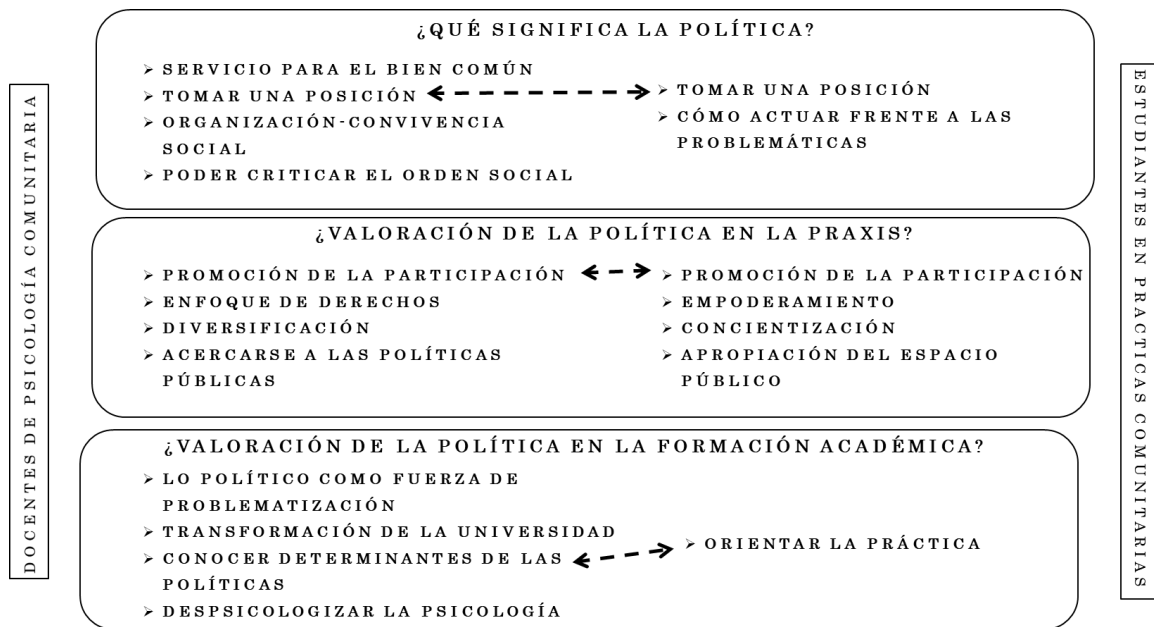 DOCENTES DE PSICOLOGÍA COMUNITARIA
¿QUÉ SIGNIFICA LA POLÍTICA?
➢ SERVICIO PARA EL BIEN COMÚN
➢ TOMAR UNA POSICIÓN
➢ ORGANIZACIÓN-CONVIVENCIA
SOCIAL
➢ PODER CRITICAR EL ORDEN SOCIAL
➢ TOMAR UNA POSICIÓN
➢ CÓMO ACTUAR FRENTE A LAS
PROBLEMÁTICAS
¿VALORACIÓN DE LA POLÍTICA EN LA PRAXIS?
➢ PROMOCIÓN DE LA PARTICIPACIÓN
➢ ENFOQUE DE DERECHOS
➢ DIVERSIFICACIÓN
➢ ACERCARSE A LAS POLÍTICAS
PÚBLICAS
➢ PROMOCIÓN DE LA PARTICIPACIÓN
➢ EMPODERAMIENTO
➢ CONCIENTIZACIÓN
➢ APROPIACIÓN DEL ESPACIO
PÚBLICO
¿VALORACIÓN DE LA POLÍTICA EN LA FORMACIÓN ACADÉMICA?
➢ LO POLÍTICO COMO FUERZA DE
PROBLEMATIZACIÓN
➢ TRANSFORMACIÓN DE LA UNIVERSIDAD
➢ CONOCER DETERMINANTES DE LAS
POLÍTICAS
➢ DESPSICOLOGIZAR LA PSICOLOGÍA
➢ ORIENTAR LA PRÁCTICA
ESTUDIANTES EN PRACTICAS COMUNITARIAS